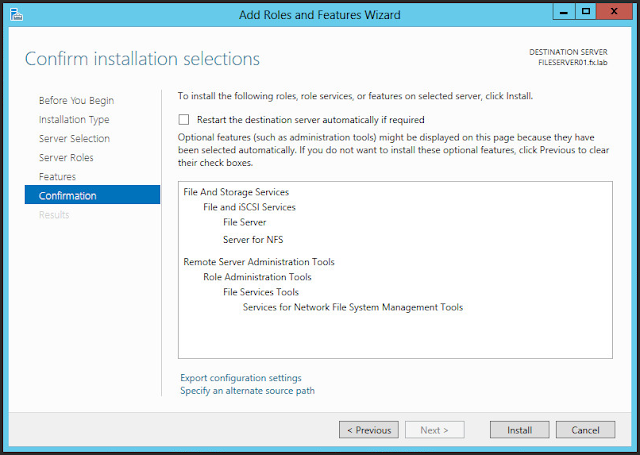 Add Roles and Features Wizard
Confirm installation selections
DESTINATION SERVER
FILESERVER01.fx.lab
Before You Begin
Installation Type
Server Selection
Server Roles
Features
Confirmation
Results
To install the following roles, role services, or features on selected server, click Install.
Restart the destination server automatically if required
Optional features (such as administration tools) might be displayed on this page because they have
been selected automatically. If you do not want to install these optional features, click Previous to clear
their check boxes.
File And Storage Services
File and iSCSI Services
File Server
Server for NFS
Remote Server Administration Tools
Role Administration Tools
File Services Tools
Services for Network File System Management Tools
Export configuration settings
Specify an alternate source path
< Previous
Next >
Install
Cancel